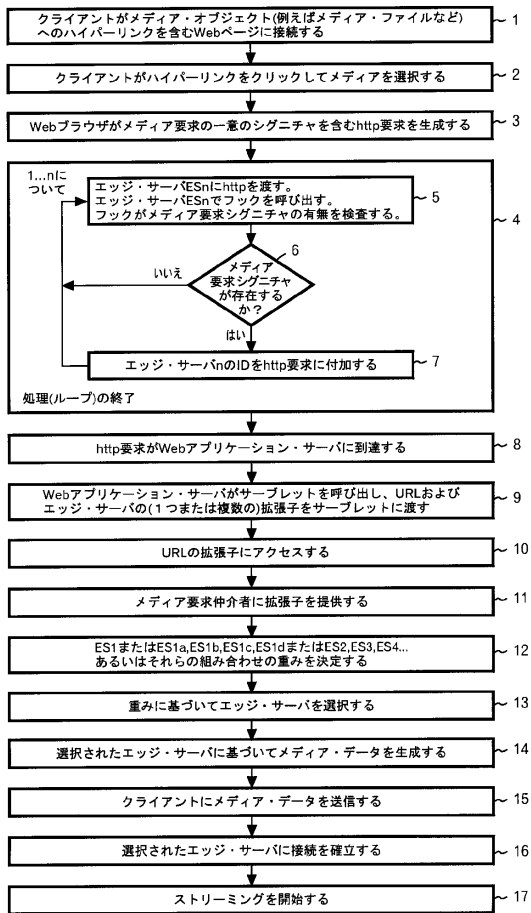 クライアントがメディア・オブジェクト(例えばメディア・ファイルなど)
へのハイパーリンクを含むWebページに接続する
1
クライアントがハイパーリンクをクリックしてメディアを選択する
2
Webブラウザがメディア要求の一意のシグニチャを含むhttp要求を生成する
3
1...nに
ついて
エッジ・サーバESnにhttpを渡す。
エッジ・サーバESnでフックを呼び出す。
フックがメディア要求シグニチャの有無を検査する。
5
4
6
メディア
要求シグニチャ
が存在する
か?
いいえ
はい
エッジ・サーバnのIDをhttp要求に付加する
7
処理(ループ)の終了
http要求がWebアプリケーション・サーバに到達する
8
Webアプリケーション・サーバがサーブレットを呼び出し、URLおよび
エッジ・サーバの(1つまたは複数の)拡張子をサーブレットに渡す
9
URLの拡張子にアクセスする
10
メディア要求仲介者に拡張子を提供する
11
ES1またはES1a,ES1b,ES1c,ES1dまたはES2,ES3,ES4...
あるいはそれらの組み合わせの重みを決定する
12
重みに基づいてエッジ・サーバを選択する
13
選択されたエッジ・サーバに基づいてメディア・データを生成する
14
クライアントにメディア・データを送信する
15
選択されたエッジ・サーバに接続を確立する
16
ストリーミングを開始する
17